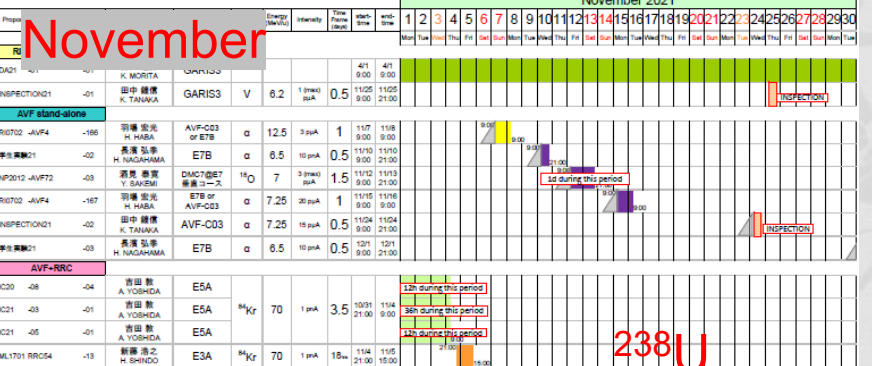 November 2021
November
Energy (MeV/u) Intensity Time Frame (days) start-time end-time 1 2 3 4 5 6 7 8 9 10 11 12 13 14 15 16 17 18 19 20 21 22 23 24 25 26 27 28 29 30
Mon Tue Wed Thu Fri Sat Sun Mon Tue Wed Thu Fri Sat Sun Mon Tue Wed Thu Fri Sat Sun Mon Tue Wed Thu Fri Sat Sun Mon Tue
-01 K. MORITA GARIS3 4/1 9:00 4/1 9:00
NSPECTION21 -01 田中 鐘信 K. TANAKA GARIS3 V 6.2 1 (max) pμA 0.5 11/25 9:00 11/25 21:00 INSPECTION
AVF stand-alone
RI0702 -AVF4 -166 羽場 宏光 H. HABA AVF-C03 or E7B α 12.5 3 pμA 1 11/7 9:00 11/8 9:00 9:00 9:00
学生実験21 -02 長濱 弘季 H. NAGAHAMA E7B α 6.5 10 pnA 0.5 11/10 9:00 11/10 21:00 9:00 21:00
NP2012 -AVF72 -03 酒見 泰寛 Y. SAKEMI DMC7@E7 垂直コース 18O 7 3 (max) pμA 1.5 11/12 9:00 11/13 21:00 9:00 1d during this period
RI0702 -AVF4 -167 羽場 宏光 H. HABA E7B or AVF-C03 α 7.25 20 pμA 1 11/15 9:00 11/16 9:00 9:00 9:00
NSPECTION21 -02 田中 鐘信 K. TANAKA AVF-C03 α 7.25 15 pμA 0.5 11/24 9:00 11/24 21:00 INSPECTION
学生実験21 -03 長濱 弘季 H. NAGAHAMA E7B α 6.5 10 pnA 0.5 12/1 9:00 12/1 21:00
AVF+RRC
C20 -08 -04 吉田 敦 A. YOSHIDA E5A 12h during this period
C21 -03 -01 吉田 敦 A. YOSHIDA E5A 84Kr 70 1 pnA 3.5 10/31 21:00 11/4 9:00 36h during this period
C21 -05 -01 吉田 敦 A. YOSHIDA E5A 12h during this period
9:00
ML1701 RRC54 -13 新藤 浩之 H. SHINDO E3A 84Kr 70 1 pnA 18 11/4 21:00 11/5 15:00 21:00 15:00
238U